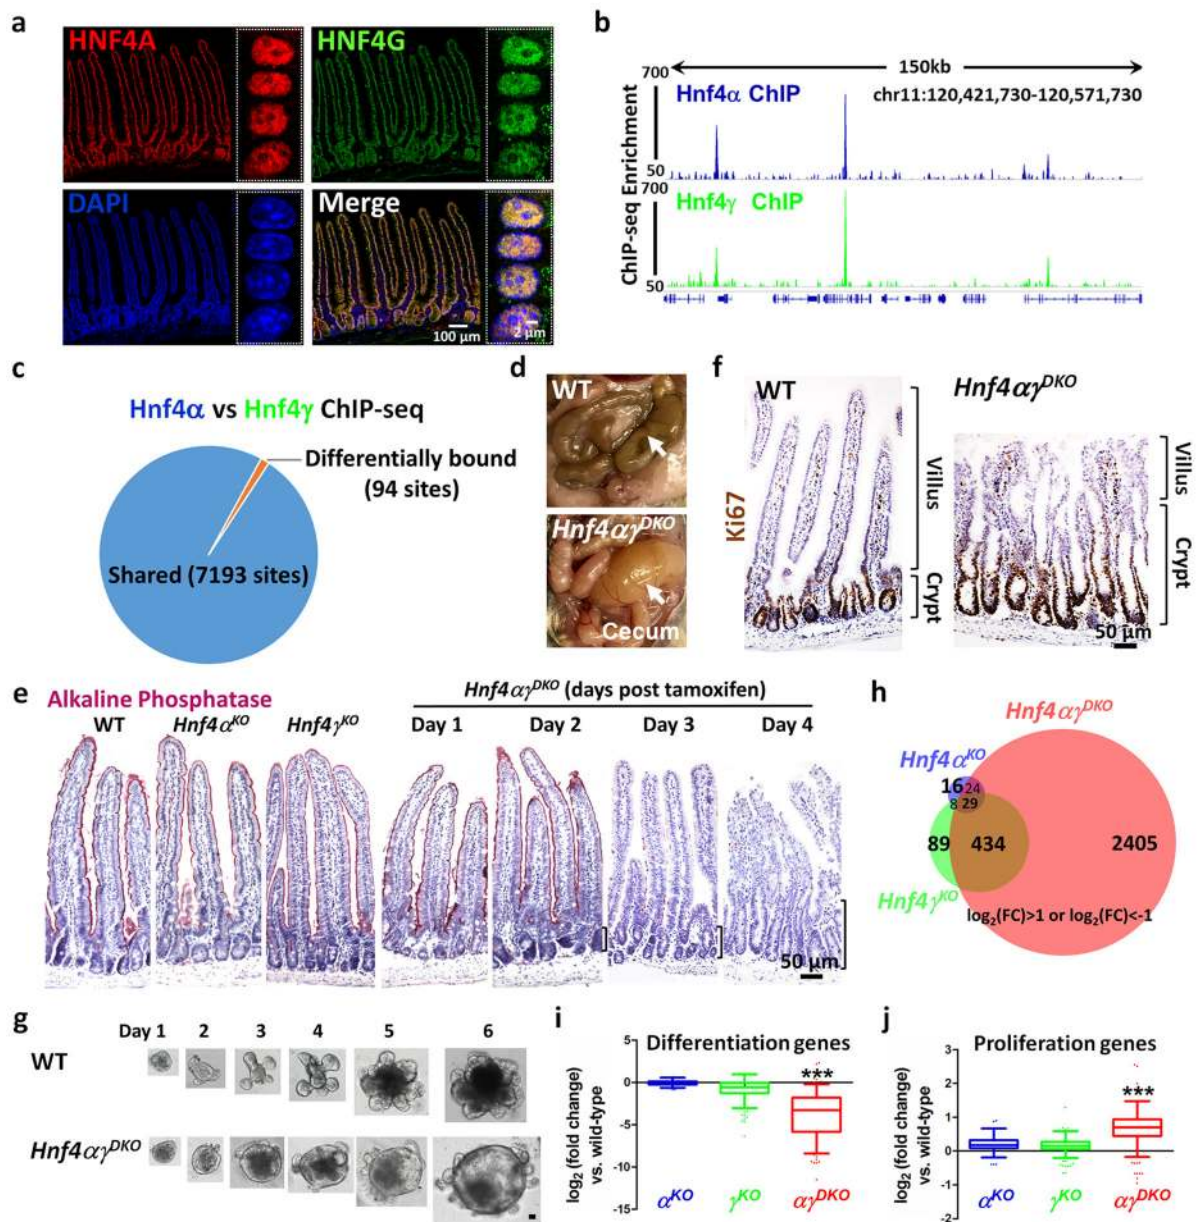 a
HNF4A
HNF4G
DAPI
Merge
100 µm
2 µm
b
150kb
700
Hnf4α ChIP
chr11:120,421,730-120,571,730
50
700
Hnf4γ ChIP
50
ChIP-seq Enrichment
c
Hnf4α vs Hnf4γ ChIP-seq
Differentially bound
(94 sites)
Shared (7193 sites)
d
WT
Hnf4αγDKO
Cecum
f
WT
Hnf4αγDKO
Ki67
Villus
Crypt
Villus
Crypt
50 µm
e
Alkaline Phosphatase
Hnf4αγDKO (days post tamoxifen)
WT
Hnf4αKO
Hnf4γKO
Day 1
Day 2
Day 3
Day 4
50 µm
h
Hnf4αγDKO
Hnf4αKO
16
24
8
29
89
434
2405
Hnf4γKO
log2(FC)>1 or log2(FC)<-1
g
Day 1
2
3
4
5
6
WT
Hnf4αγDKO
i
Differentiation genes
5
0
-5
-10
-15
***
log2 (fold change)
vs. wild-type
αKO
γKO
αγDKO
j
Proliferation genes
3
2
1
0
-1
-2
***
log2 (fold change)
vs. wild-type
αKO
γKO
αγDKO